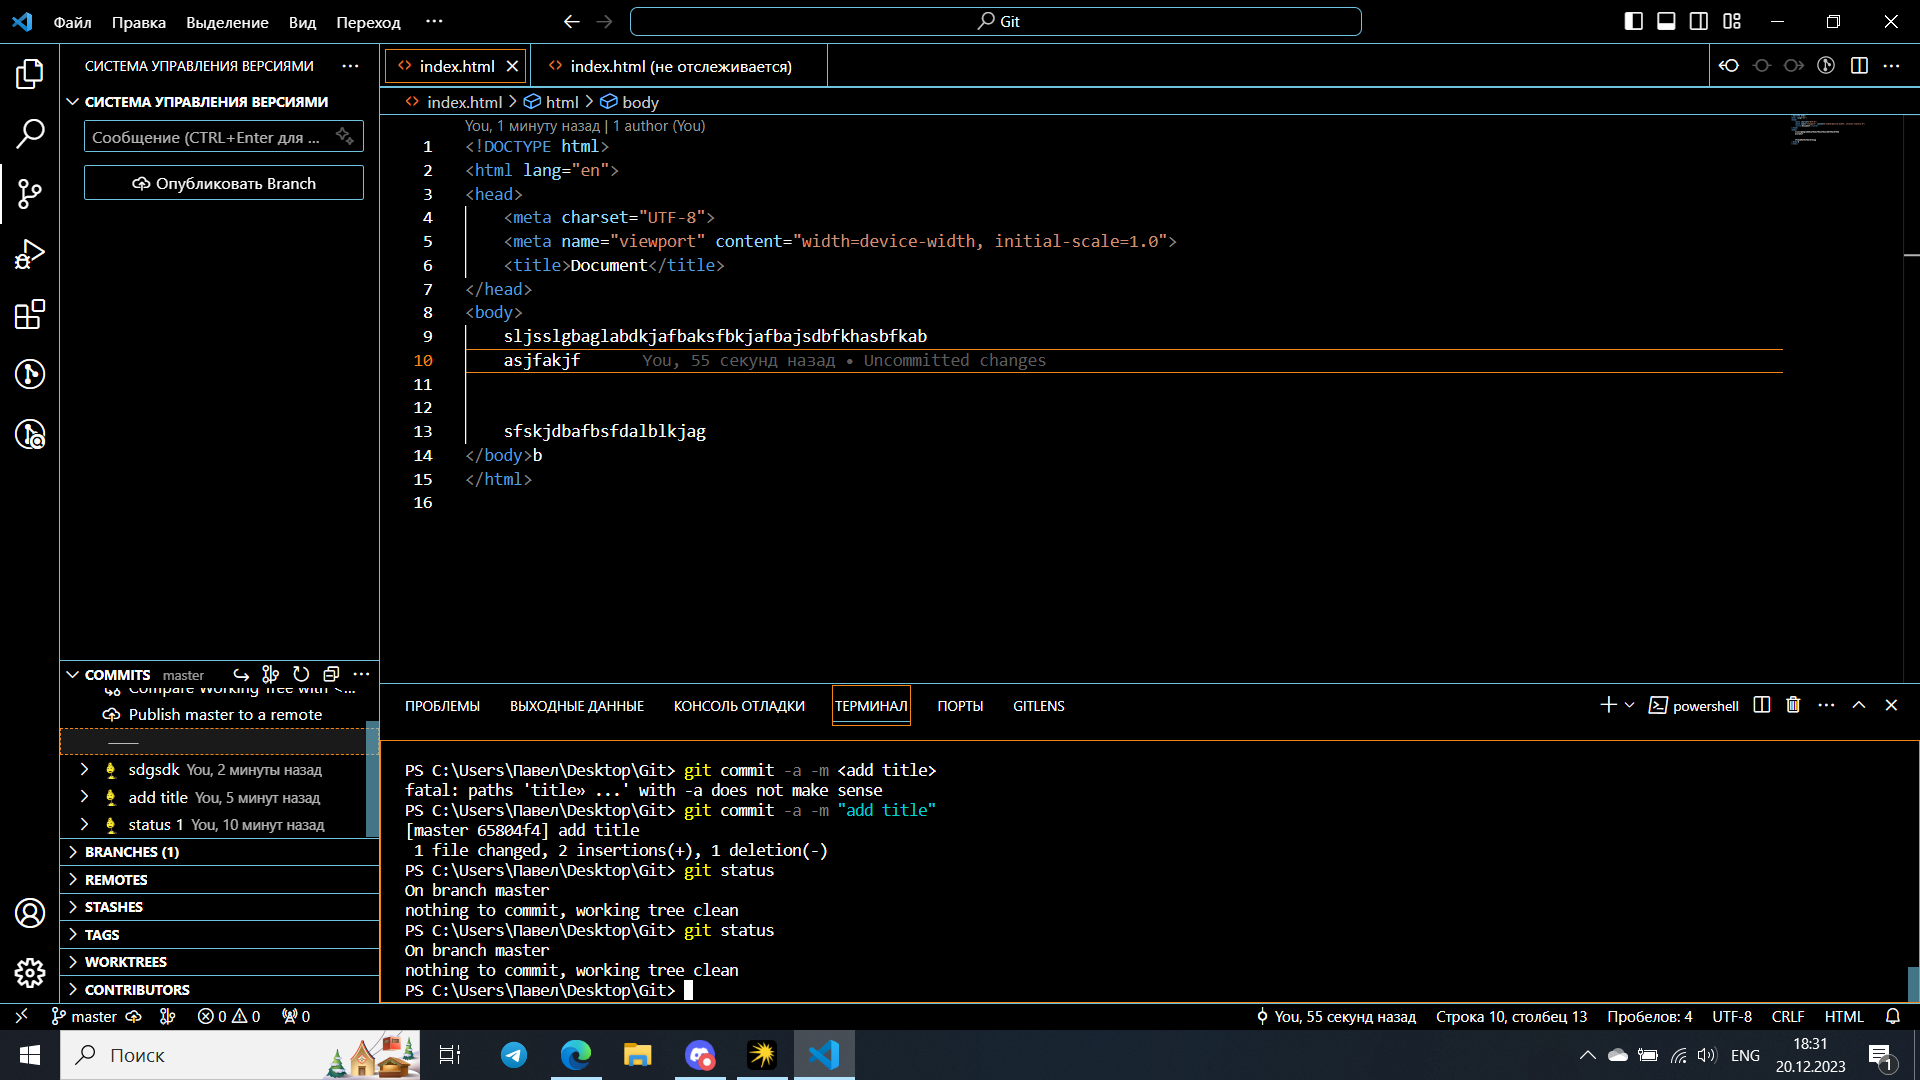 Файл Правка Выделение Вид Переход ··· Git
СИСТЕМА УПРАВЛЕНИЯ ВЕРСИЯМИ ···
СИСТЕМА УПРАВЛЕНИЯ ВЕРСИЯМИ
Сообщение (CTRL+Enter для ...
Опубликовать Branch
index.html index.html (не отслеживается)
index.html > html > body
You, 1 минуту назад | 1 author (You)
1 <!DOCTYPE html>
2 <html lang="en">
3 <head>
4 <meta charset="UTF-8">
5 <meta name="viewport" content="width=device-width, initial-scale=1.0">
6 <title>Document</title>
7 </head>
8 <body>
9 sljsslgbaglabdkjafbaksfbkjafbajsdbfkhasbfkab
10 asjfakjf You, 55 секунд назад • Uncommitted changes
11
12
13 sfskjdbafbsfdalblkjag
14 </body>b
15 </html>
16
COMMITS master
Compare Working Tree with <...
Publish master to a remote
sdgsdk You, 2 минуты назад
add title You, 5 минут назад
status 1 You, 10 минут назад
BRANCHES (1)
REMOTES
STASHES
TAGS
WORKTREES
CONTRIBUTORS
ПРОБЛЕМЫ ВЫХОДНЫЕ ДАННЫЕ КОНСОЛЬ ОТЛАДКИ ТЕРМИНАЛ ПОРТЫ GITLENS powershell
PS C:\Users\Павел\Desktop\Git> git commit -a -m <add title>
fatal: paths 'title» ...' with -a does not make sense
PS C:\Users\Павел\Desktop\Git> git commit -a -m "add title"
[master 65804f4] add title
1 file changed, 2 insertions(+), 1 deletion(-)
PS C:\Users\Павел\Desktop\Git> git status
On branch master
nothing to commit, working tree clean
PS C:\Users\Павел\Desktop\Git> git status
On branch master
nothing to commit, working tree clean
PS C:\Users\Павел\Desktop\Git>
master 0 0 0 You, 55 секунд назад Строка 10, столбец 13 Пробелов: 4 UTF-8 CRLF HTML
Поиск ENG
18:31
20.12.2023
1